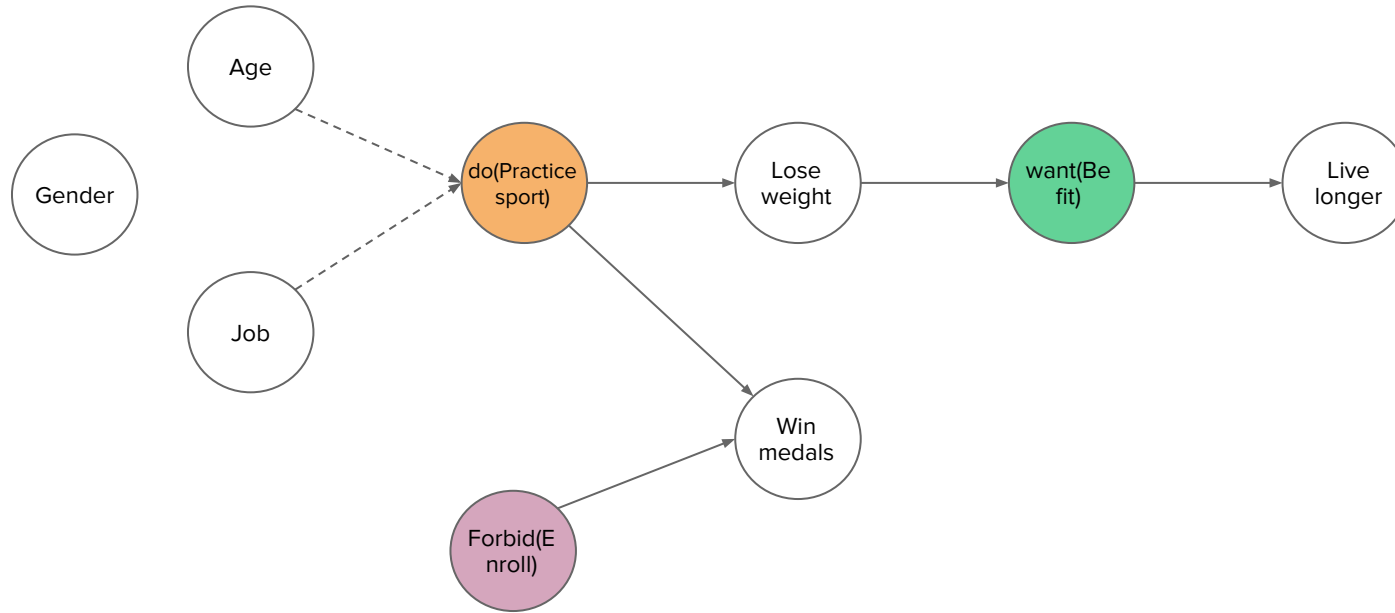 Age
Gender
Job
do(Practice
sport)
Lose
weight
want(Be
fit)
Live
longer
Win
medals
Forbid(E
nroll)